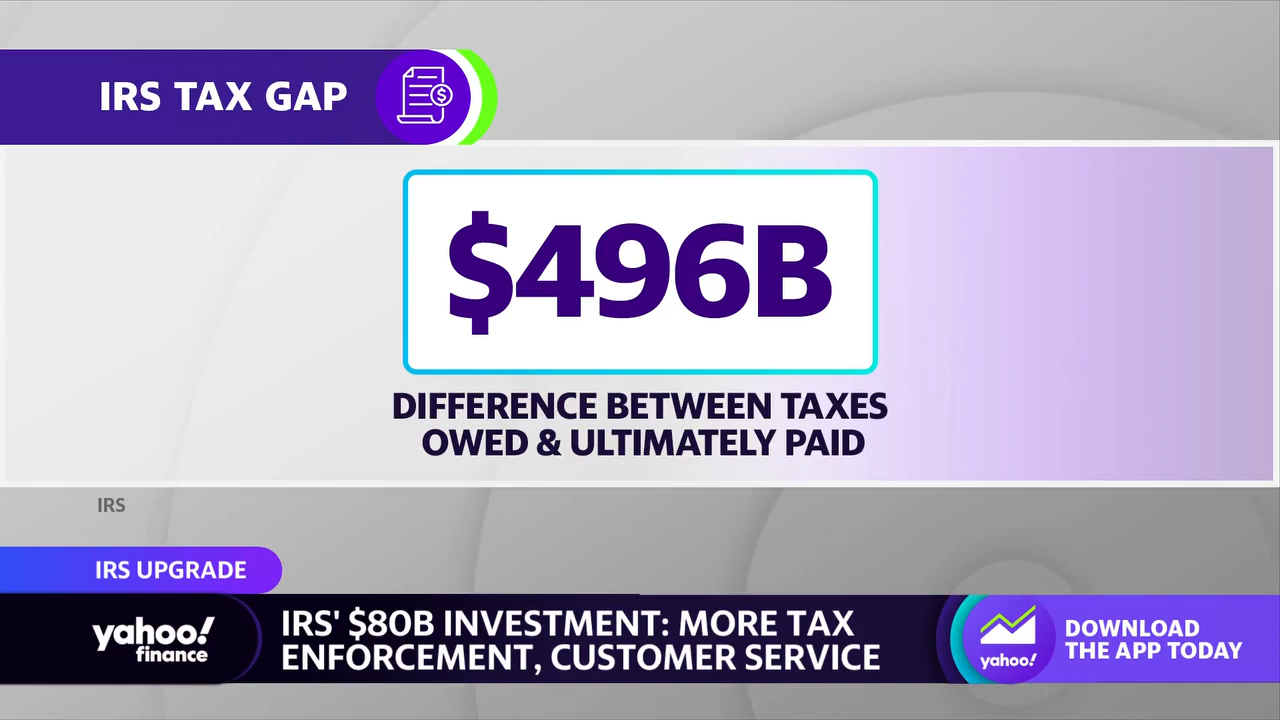 IRS TAX GAP
$
$496B
DIFFERENCE BETWEEN TAXES
OWED & ULTIMATELY PAID
IRS
IRS UPGRADE
yahoo!
finance
IRS' $80B INVESTMENT: MORE TAX
ENFORCEMENT, CUSTOMER SERVICE
yahoo!
DOWNLOAD
THE APP TODAY